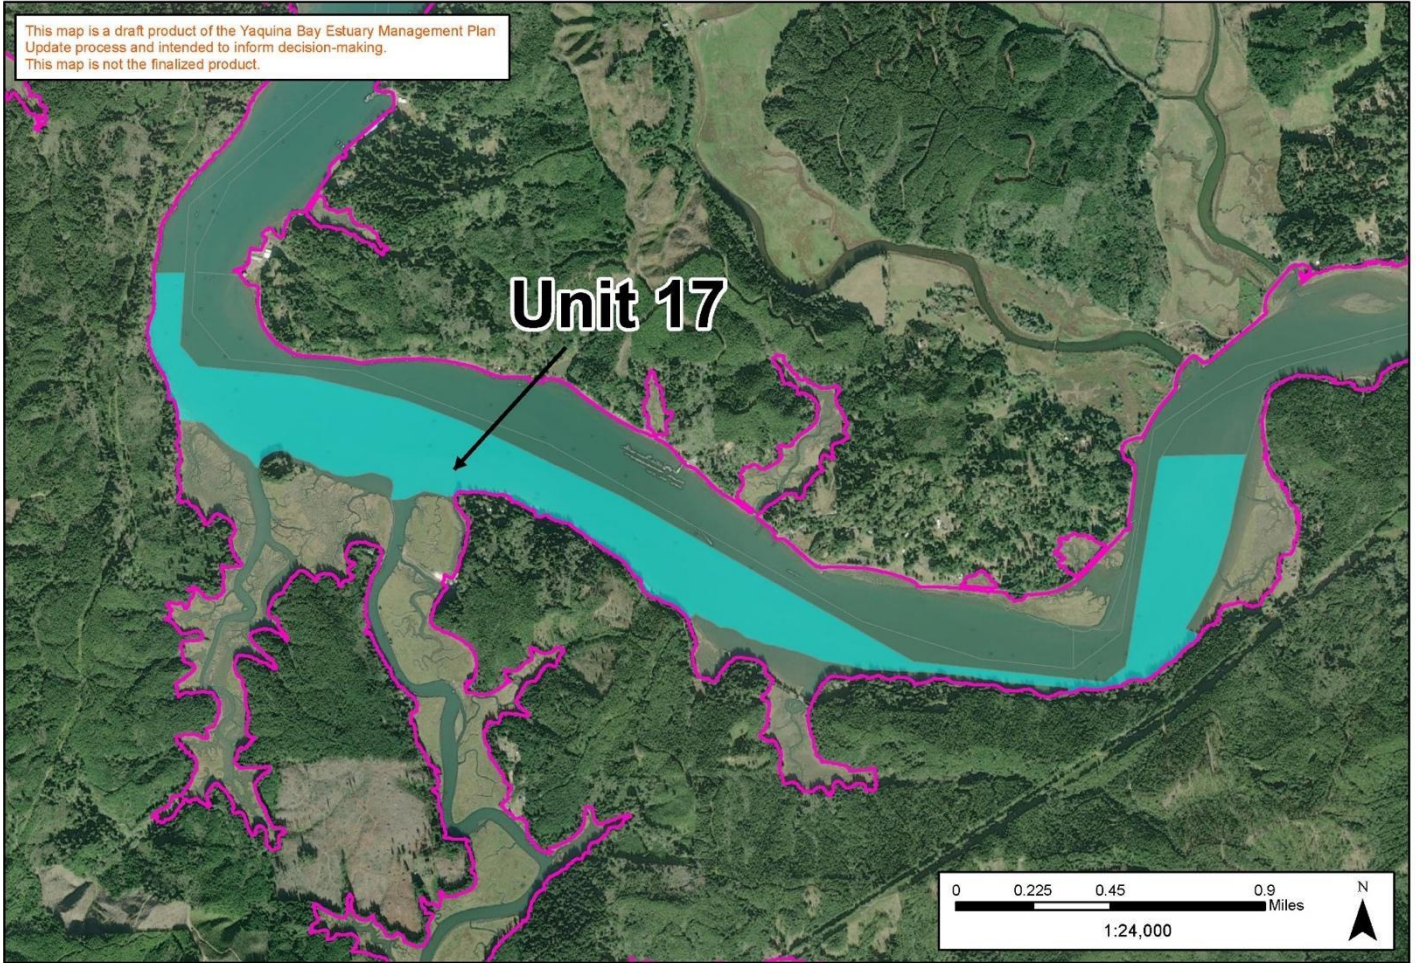 This map is a draft product of the Yaquina Bay Estuary Management Plan
Update process and intended to inform decision-making.
This map is not the finalized product.
Unit 17
0 0.225 0.45 0.9
Miles
1:24,000
N